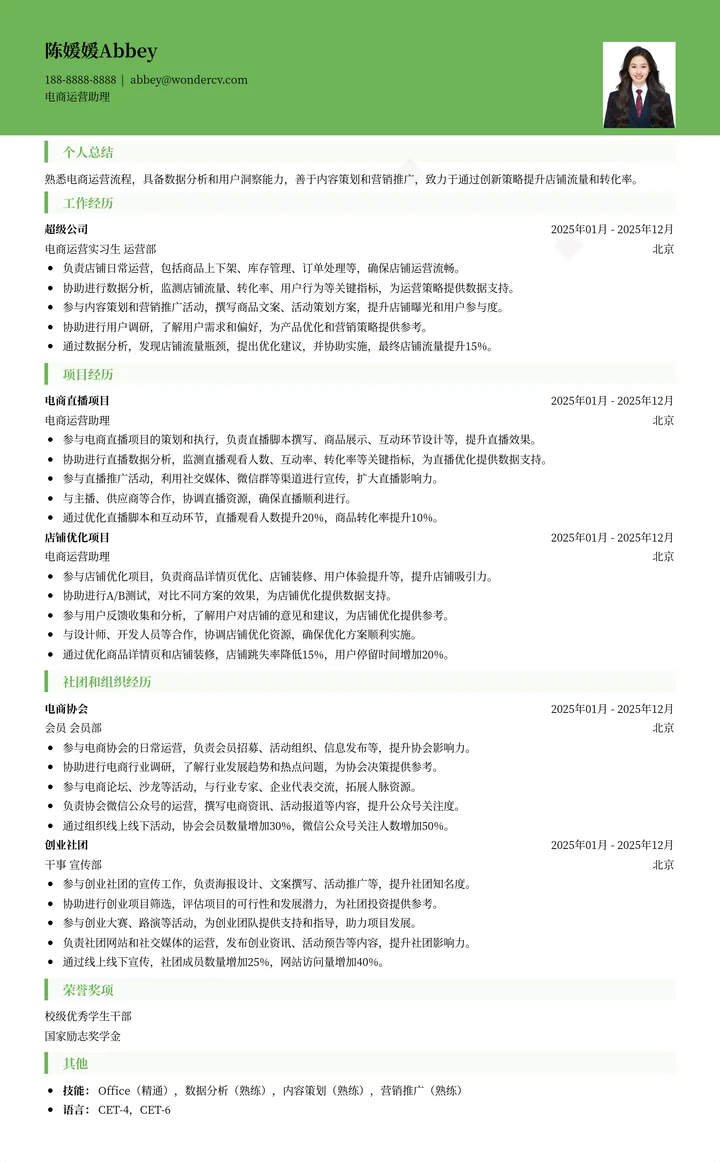 陈媛媛Abbey
188-8888-8888 | abbey@wondercv.com
电商运营助理
个人总结
熟悉电商运营流程，具备数据分析和用户洞察能力，善于内容策划和营销推广，致力于通过创新策略提升店铺流量和转化率。
工作经历
超级公司 2025年01月 - 2025年12月
电商运营实习生 运营部 北京
• 负责店铺日常运营，包括商品上下架、库存管理、订单处理等，确保店铺运营流畅。
• 协助进行数据分析，监测店铺流量、转化率、用户行为等关键指标，为运营策略提供数据支持。
• 参与内容策划和营销推广活动，撰写商品文案、活动策划方案，提升店铺曝光和用户参与度。
• 协助进行用户调研，了解用户需求和偏好，为产品优化和营销策略提供参考。
• 通过数据分析，发现店铺流量瓶颈，提出优化建议，并协助实施，最终店铺流量提升15%。
项目经历
电商直播项目 2025年01月 - 2025年12月
电商运营助理 北京
• 参与电商直播项目的策划和执行，负责直播脚本撰写、商品展示、互动环节设计等，提升直播效果。
• 协助进行直播数据分析，监测直播观看人数、互动率、转化率等关键指标，为直播优化提供数据支持。
• 参与直播推广活动，利用社交媒体、微信群等渠道进行宣传，扩大直播影响力。
• 与主播、供应商等合作，协调直播资源，确保直播顺利进行。
• 通过优化直播脚本和互动环节，直播观看人数提升20%，商品转化率提升10%。
店铺优化项目 2025年01月 - 2025年12月
电商运营助理 北京
• 参与店铺优化项目，负责商品详情页优化、店铺装修、用户体验提升等，提升店铺吸引力。
• 协助进行A/B测试，对比不同方案的效果，为店铺优化提供数据支持。
• 参与用户反馈收集和分析，了解用户对店铺的意见和建议，为店铺优化提供参考。
• 与设计师、开发人员等合作，协调店铺优化资源，确保优化方案顺利实施。
• 通过优化商品详情页和店铺装修，店铺跳失率降低15%，用户停留时间增加20%。
社团和组织经历
电商协会 2025年01月 - 2025年12月
会员 会员部 北京
• 参与电商协会的日常运营，负责会员招募、活动组织、信息发布等，提升协会影响力。
• 协助进行电商行业调研，了解行业发展趋势和热点问题，为协会决策提供参考。
• 参与电商论坛、沙龙等活动，与行业专家、企业代表交流，拓展人脉资源。
• 负责协会微信公众号的运营，撰写电商资讯、活动报道等内容，提升公众号关注度。
• 通过组织线上线下活动，协会会员数量增加30%，微信公众号关注人数增加50%。
创业社团 2025年01月 - 2025年12月
干事 宣传部 北京
• 参与创业社团的宣传工作，负责海报设计、文案撰写、活动推广等，提升社团知名度。
• 协助进行创业项目筛选，评估项目的可行性和发展潜力，为社团投资提供参考。
• 参与创业大赛、路演等活动，为创业团队提供支持和指导，助力项目发展。
• 负责社团网站和社交媒体的运营，发布创业资讯、活动预告等内容，提升社团影响力。
• 通过线上线下宣传，社团成员数量增加25%，网站访问量增加40%。
荣誉奖项
校级优秀学生干部
国家励志奖学金
其他
• 技能： Office（精通）, 数据分析（熟练）, 内容策划（熟练）, 营销推广（熟练）
• 语言： CET-4，CET-6